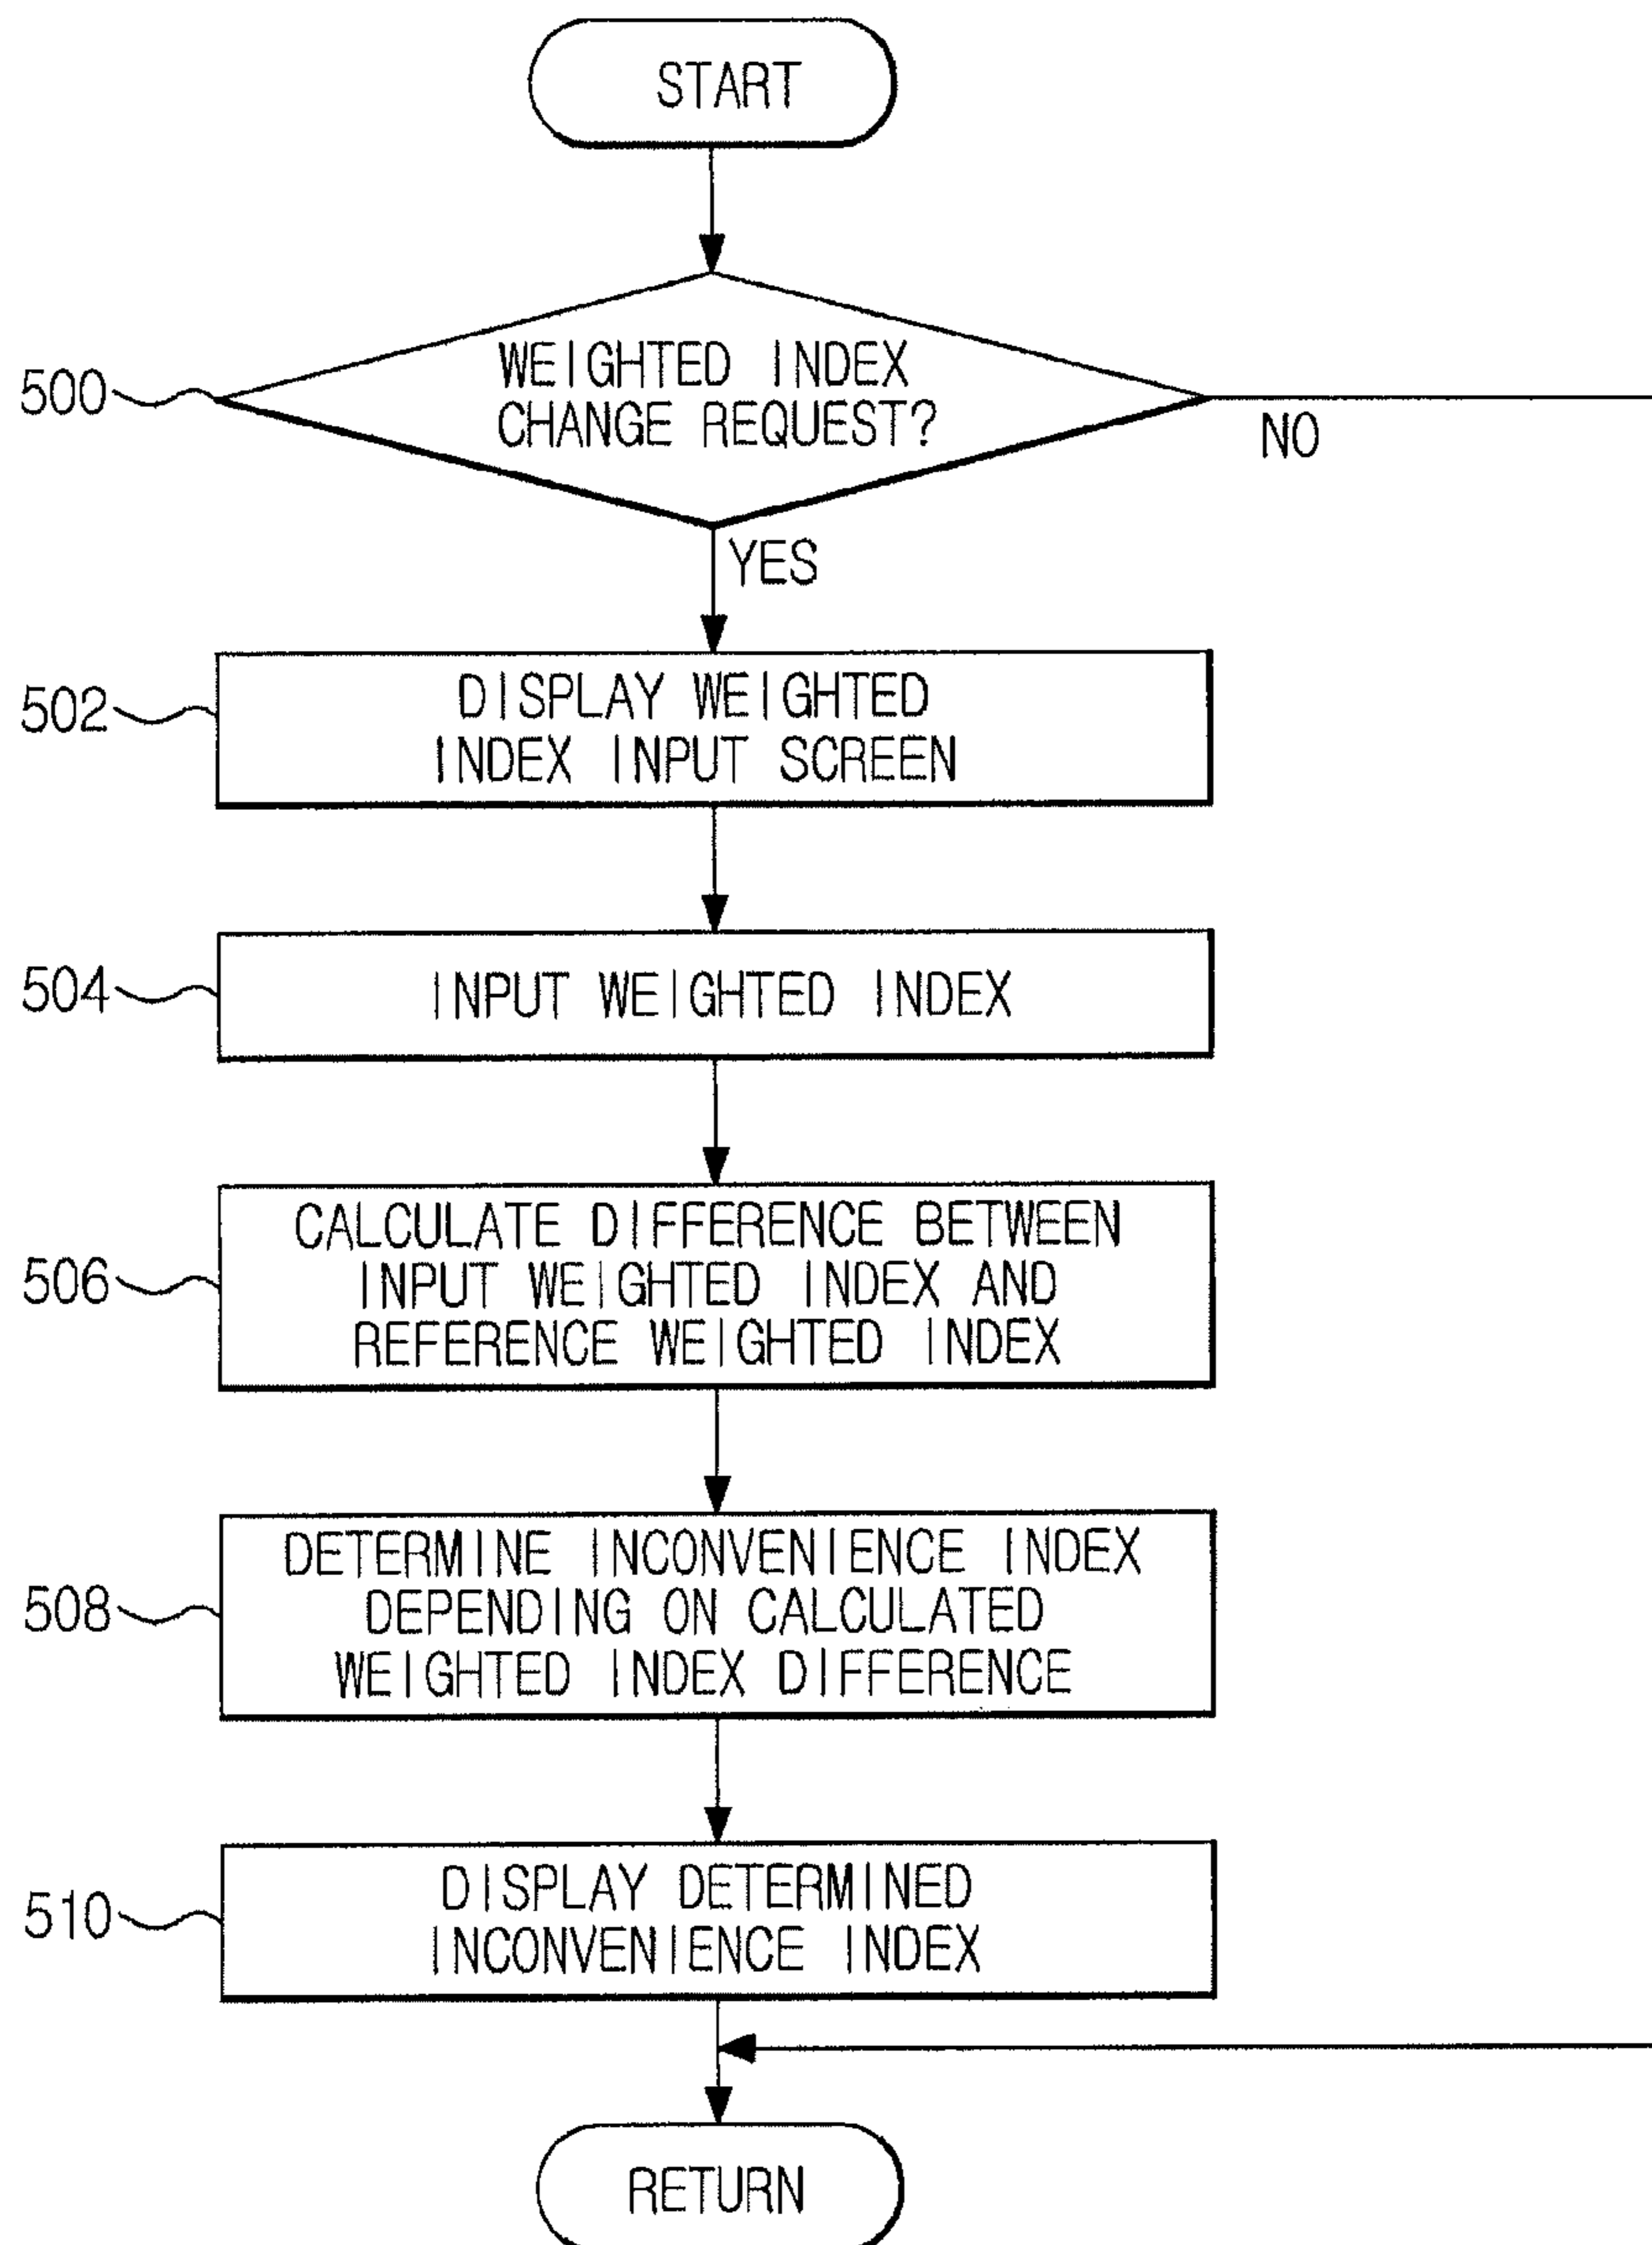 START
500
WEIGHTED INDEX
CHANGE REQUEST?
NO
YES
502
DISPLAY WEIGHTED
INDEX INPUT SCREEN
504
INPUT WEIGHTED INDEX
506
CALCULATE DIFFERENCE BETWEEN
INPUT WEIGHTED INDEX AND
REFERENCE WEIGHTED INDEX
508
DETERMINE INCONVENIENCE INDEX
DEPENDING ON CALCULATED
WEIGHTED INDEX DIFFERENCE
510
DISPLAY DETERMINED
INCONVENIENCE INDEX
RETURN